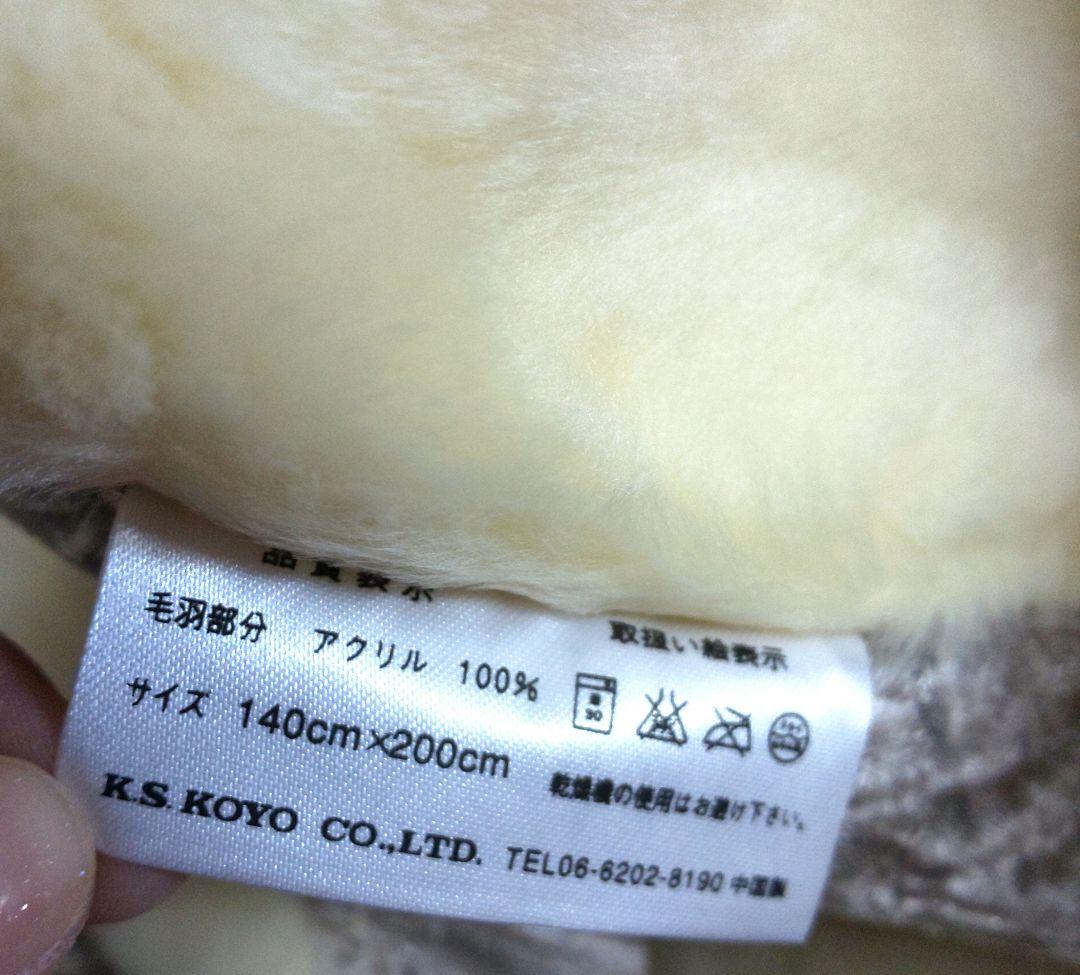 品質表示
毛羽部分 アクリル 100%
サイズ 140cm×200cm
取扱い絵表示
乾燥機の使用はお避け下さい。
K.S. KOYO CO.,LTD. TEL06-6202-8190 中国製